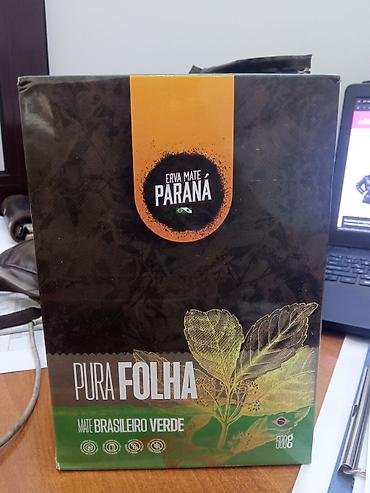 ERVA MATE
PARANÁ
PURA FOLHA
MATE BRASILEIRO VERDE